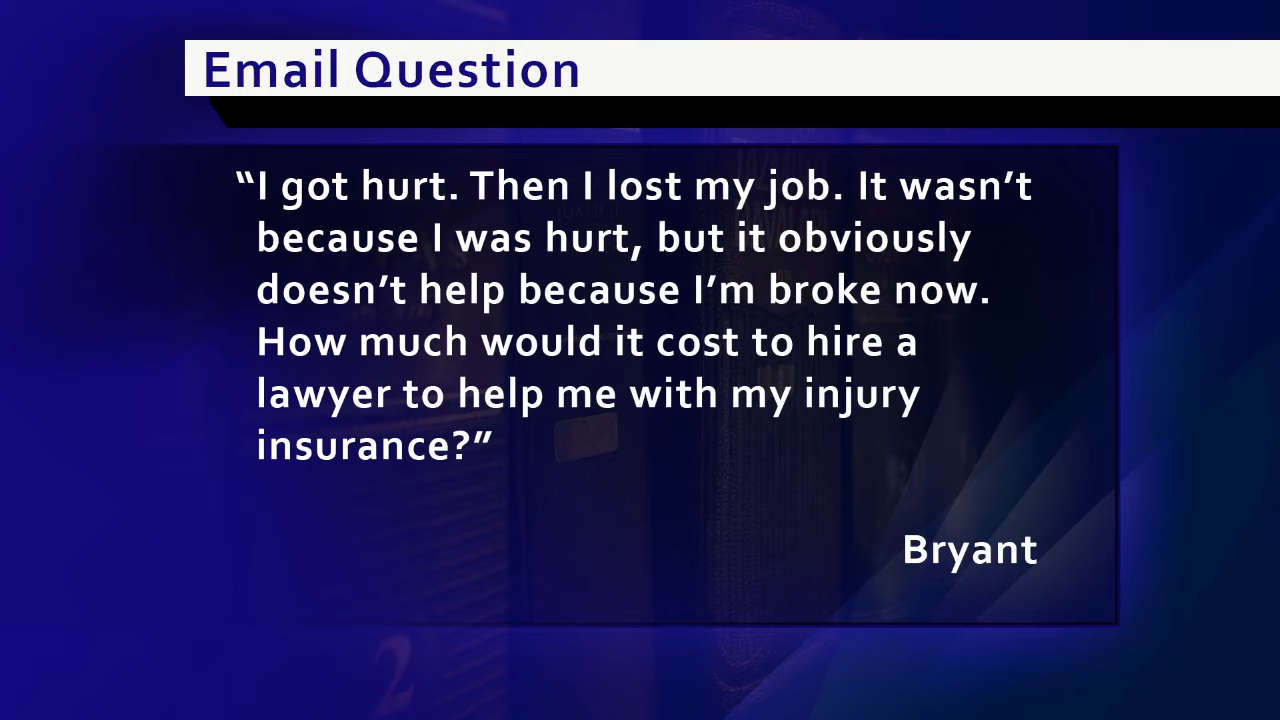 Email Question
“I got hurt. Then I lost my job. It wasn’t
because I was hurt, but it obviously
doesn’t help because I’m broke now.
How much would it cost to hire a
lawyer to help me with my injury
insurance?”
Bryant
2